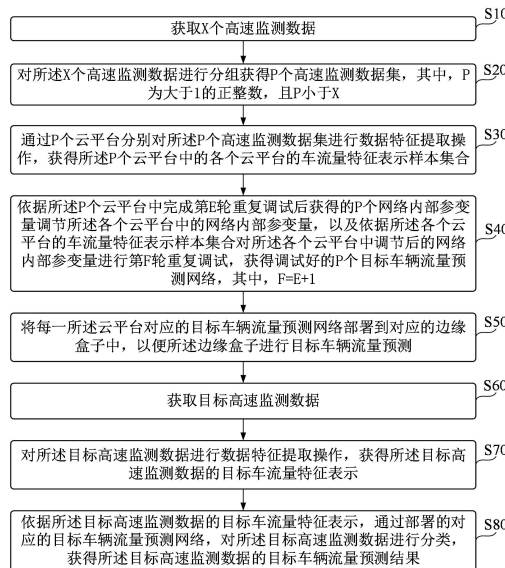 S10
获取X个高速监测数据
S20
对所述X个高速监测数据进行分组获得P个高速监测数据集，其中，P
为大于1的正整数，且P小于X
S30
通过P个云平台分别对所述P个高速监测数据集进行数据特征提取操
作，获得所述P个云平台中的各个云平台的车流量特征表示样本集合
S40
依据所述P个云平台中完成第E轮重复调试后获得的P个网络内部参变
量调节所述各个云平台中的网络内部参变量，以及依据所述各个云
平台的车流量特征表示样本集合对所述各个云平台中调节后的网络
内部参变量进行第F轮重复调试，获得调试好的P个目标车辆流量预
测网络，其中，F=E+1
S50
将每一所述云平台对应的目标车辆流量预测网络部署到对应的边缘
盒子中，以便所述边缘盒子进行目标车辆流量预测
S60
获取目标高速监测数据
S70
对所述目标高速监测数据进行数据特征提取操作，获得所述目标高
速监测数据的目标车流量特征表示
S80
依据所述目标高速监测数据的目标车流量特征表示，通过部署的对
应的目标车辆流量预测网络，对所述目标高速监测数据进行分类，
获得所述目标高速监测数据的目标车辆流量预测结果